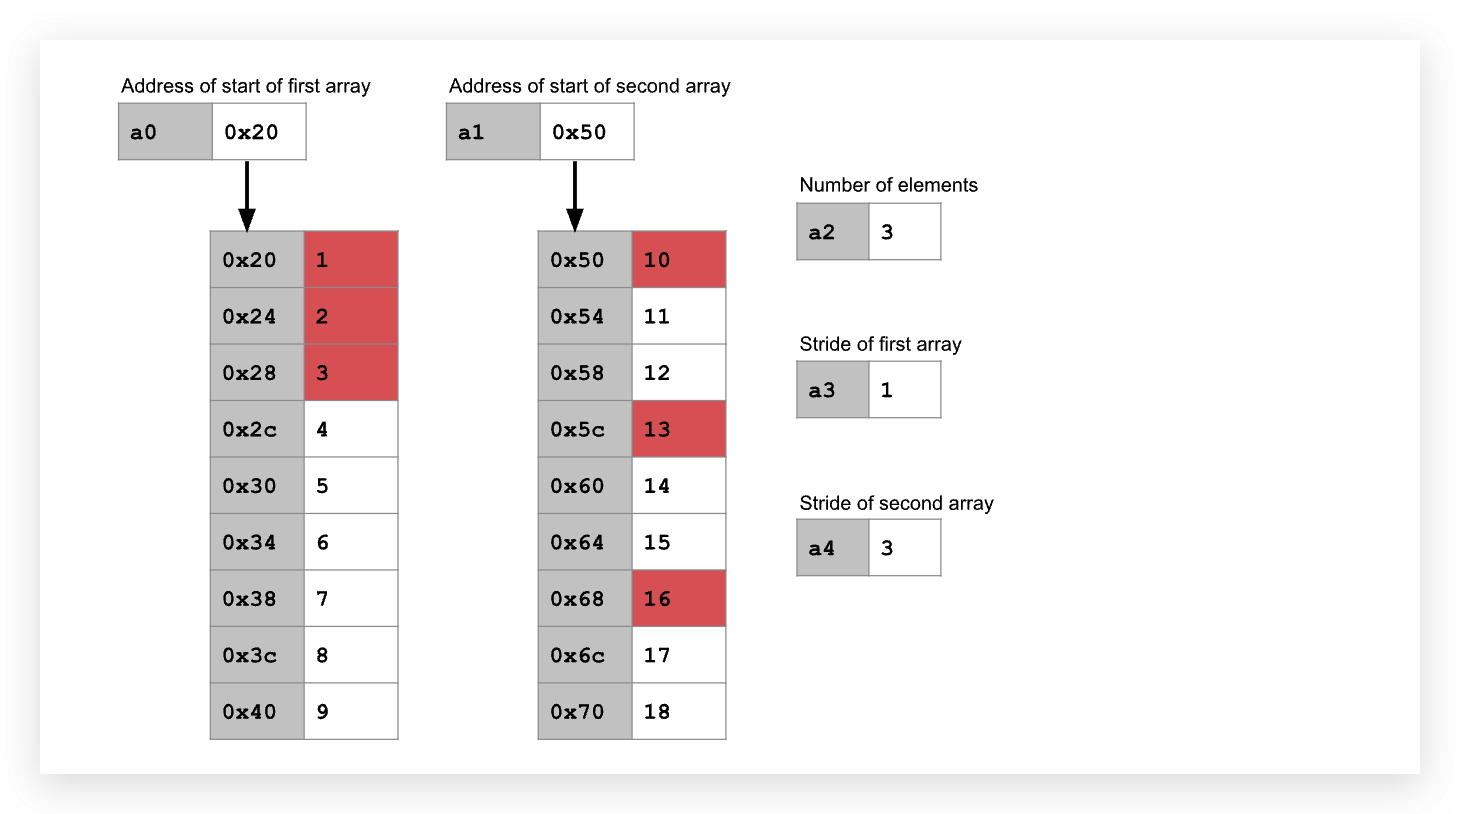 Address of start of first array
a0 0x20
Address of start of second array
a1 0x50
0x20 1
0x24 2
0x28 3
0x2c 4
0x30 5
0x34 6
0x38 7
0x3c 8
0x40 9
0x50 10
0x54 11
0x58 12
0x5c 13
0x60 14
0x64 15
0x68 16
0x6c 17
0x70 18
Number of elements
a2 3
Stride of first array
a3 1
Stride of second array
a4 3